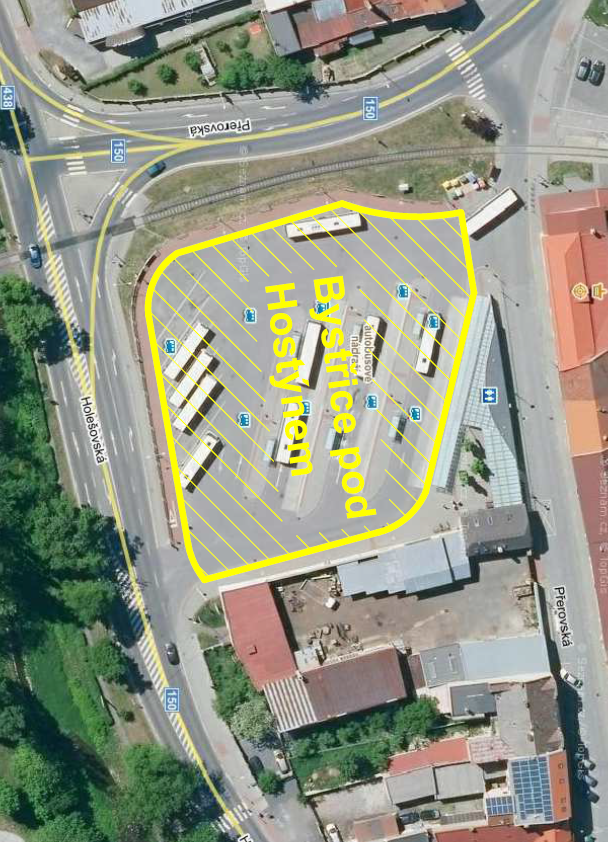 Bystřice pod
Hostýnem
autobusové
nádraží
Přerovská
Holešovská
Přerovská
438
150
150
150